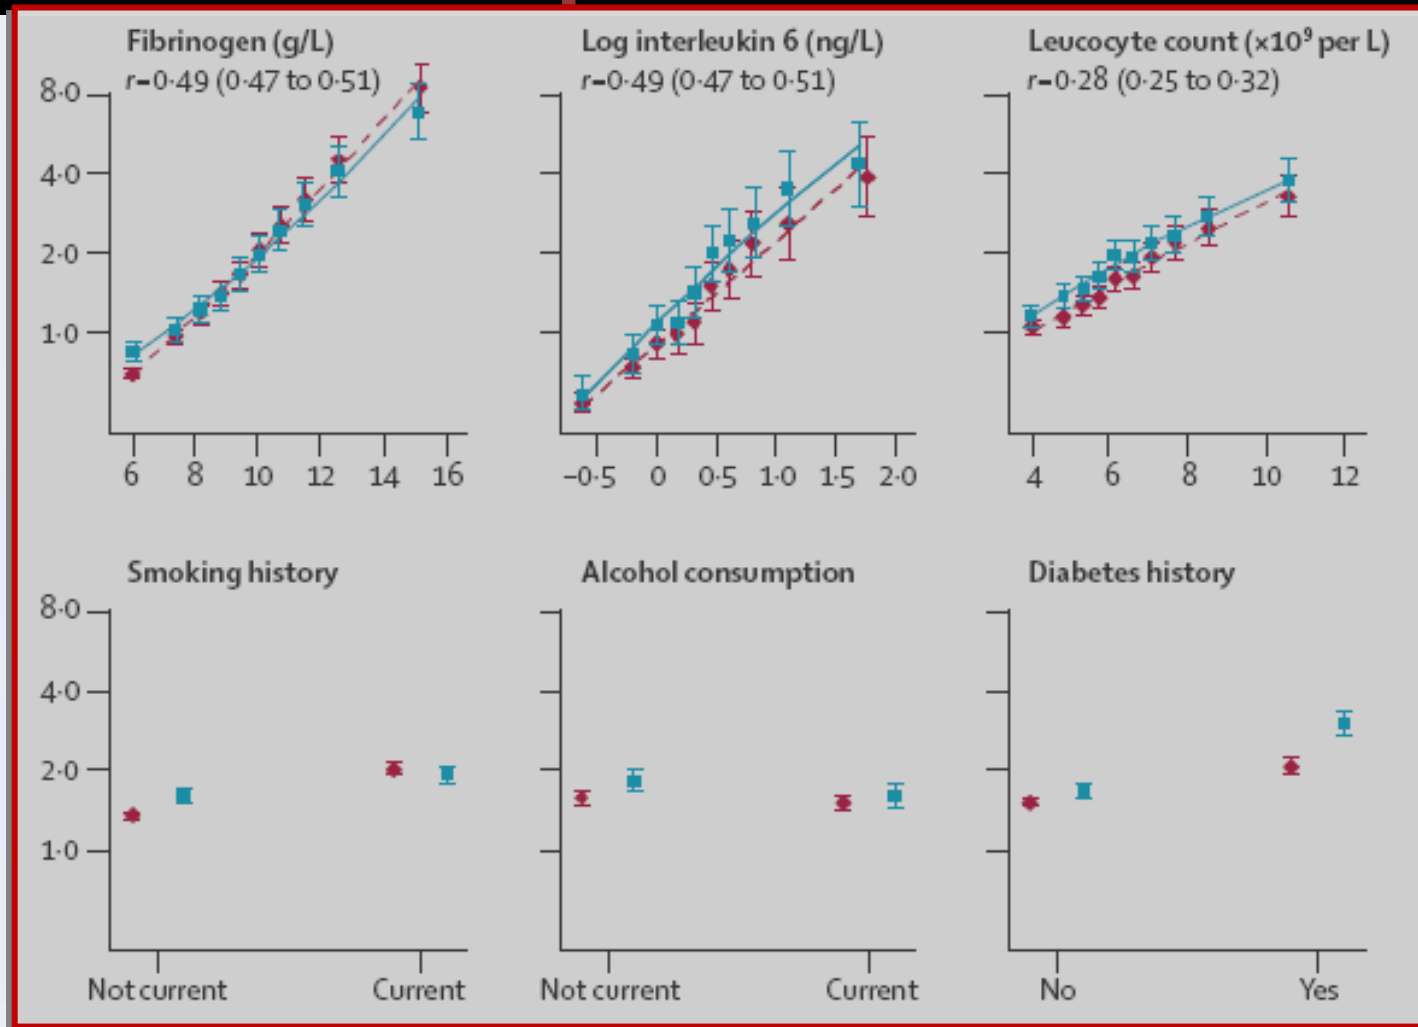 Fibrinogen (g/L)
r=0·49 (0·47 to 0·51)
Log interleukin 6 (ng/L)
r=0·49 (0·47 to 0·51)
Leucocyte count (×10⁹ per L)
r=0·28 (0·25 to 0·32)
8·0
4·0
2·0
1·0
6 8 10 12 14 16
−0·5 0 0·5 1·0 1·5 2·0
4 6 8 10 12
Smoking history
Alcohol consumption
Diabetes history
8·0
4·0
2·0
1·0
Not current Current
Not current Current
No Yes